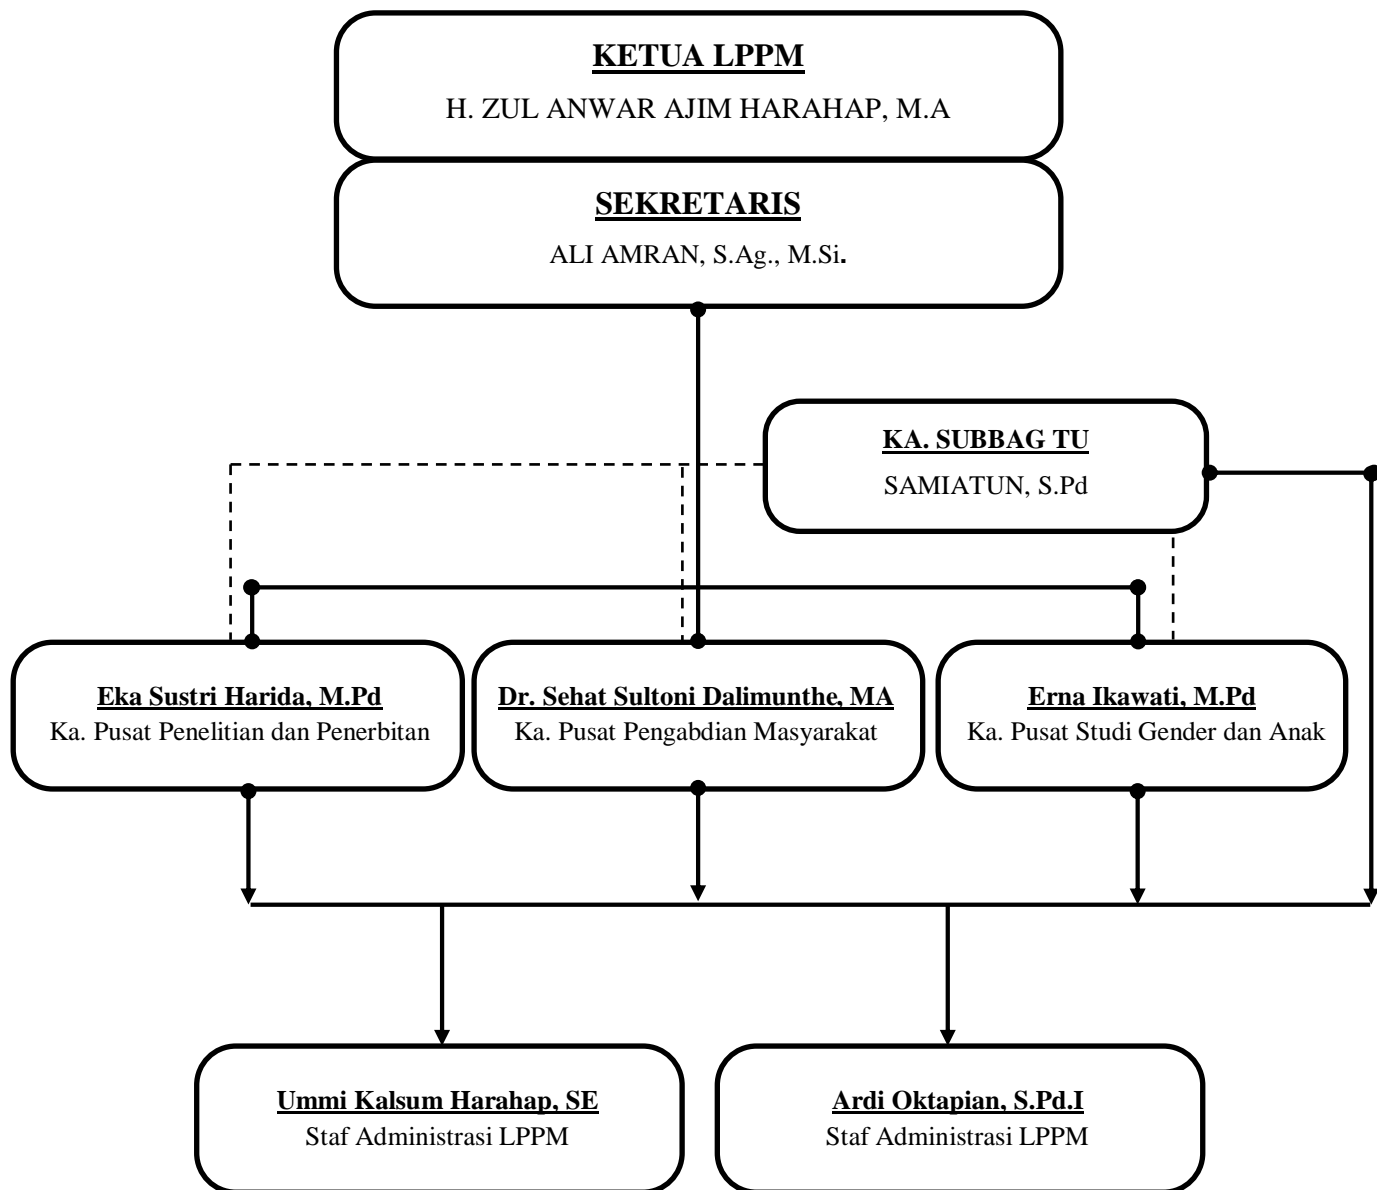 KETUA LPPM
H. ZUL ANWAR AJIM HARAHAP, M.A
SEKRETARIS
ALI AMRAN, S.Ag., M.Si.
KA. SUBBAG TU
SAMIATUN, S.Pd
Eka Sustri Harida, M.Pd
Ka. Pusat Penelitian dan Penerbitan
Dr. Sehat Sultoni Dalimunthe, MA
Ka. Pusat Pengabdian Masyarakat
Erna Ikawati, M.Pd
Ka. Pusat Studi Gender dan Anak
Ummi Kalsum Harahap, SE
Staf Administrasi LPPM
Ardi Oktapian, S.Pd.I
Staf Administrasi LPPM